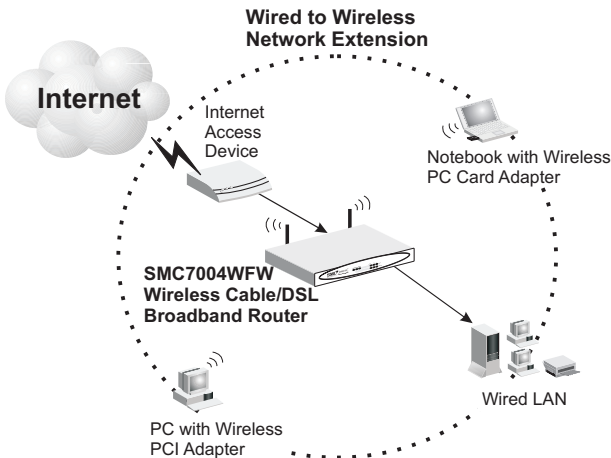 Wired to Wireless
Network Extension
Internet
Internet
Access
Device
Notebook with Wireless
PC Card Adapter
SMC7004WFW
Wireless Cable/DSL
Broadband Router
Wired LAN
PC with Wireless
PCI Adapter